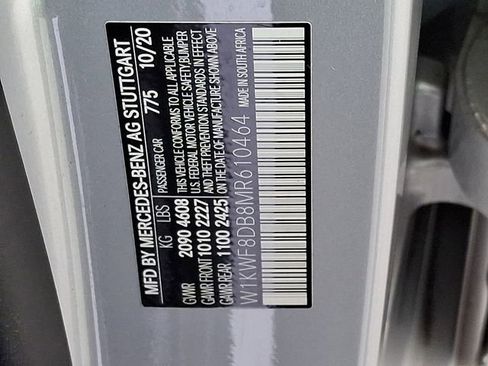 MFD BY MERCEDES-BENZ AG STUTTGART
PASSENGER CAR 775 10/20
KG LBS
GVWR 2090 4608
GAWR FRONT 1010 2227
GAWR REAR 1100 2425
THIS VEHICLE CONFORMS TO ALL APPLICABLE
U.S. FEDERAL MOTOR VEHICLE SAFETY, BUMPER
AND THEFT PREVENTION STANDARDS IN EFFECT
ON THE DATE OF MANUFACTURE SHOWN ABOVE
W1KWF8DB8MR610464
MADE IN SOUTH AFRICA